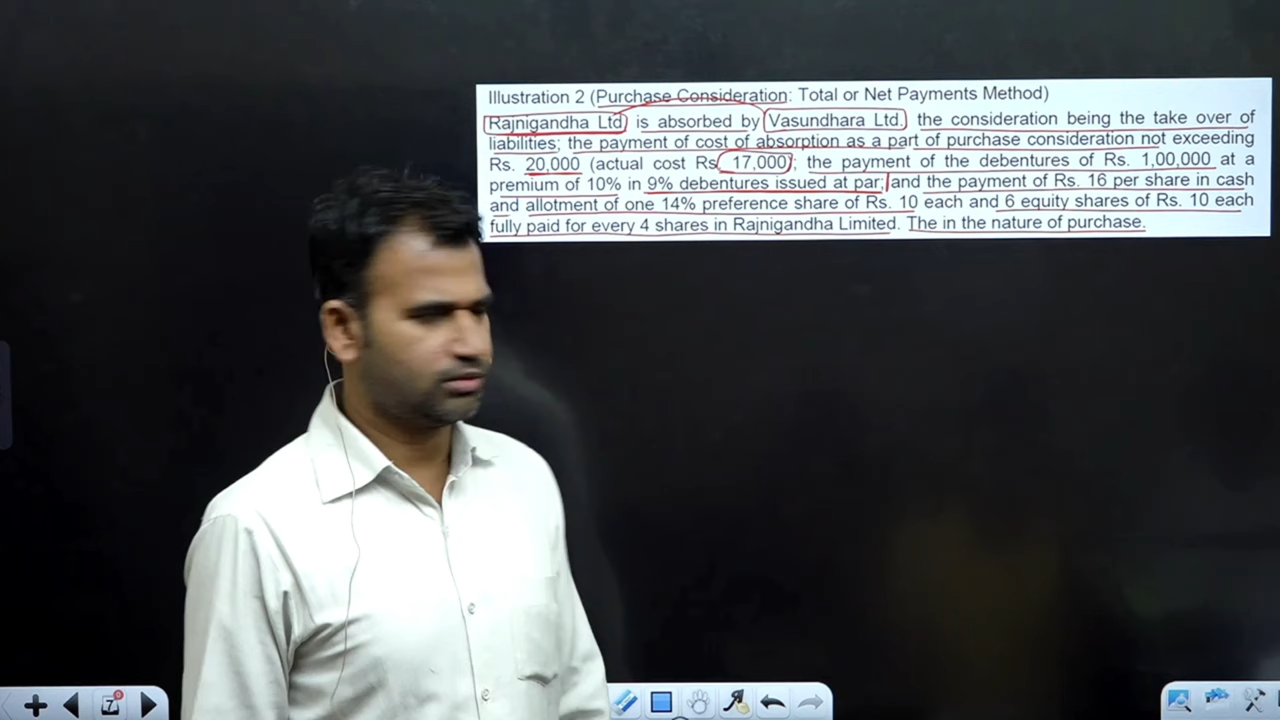 Illustration 2 (Purchase Consideration: Total or Net Payments Method)
Rajnigandha Ltd is absorbed by Vasundhara Ltd. the consideration being the take over of
liabilities; the payment of cost of absorption as a part of purchase consideration not exceeding
Rs. 20,000 (actual cost Rs. 17,000); the payment of the debentures of Rs. 1,00,000 at a
premium of 10% in 9% debentures issued at par; and the payment of Rs. 16 per share in cash
and allotment of one 14% preference share of Rs. 10 each and 6 equity shares of Rs. 10 each
fully paid for every 4 shares in Rajnigandha Limited. The in the nature of purchase.